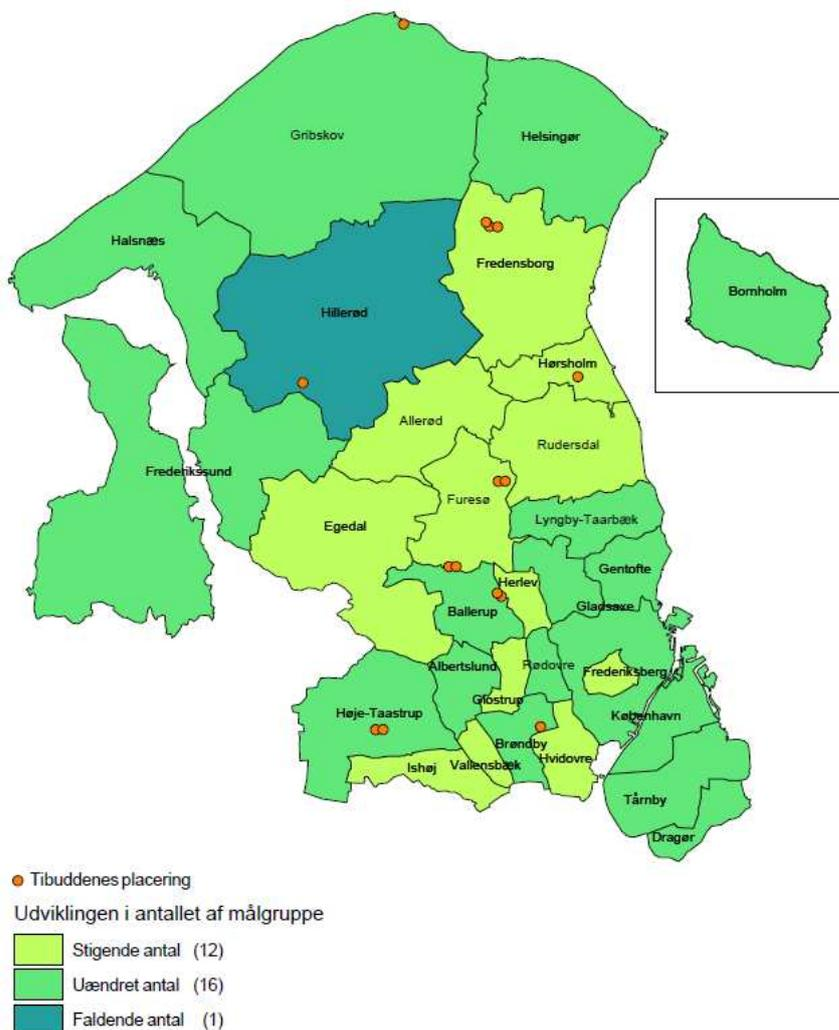 Gribskov
Helsingør
Halsnæs
Fredensborg
Bornholm
Hillerød
Hørsholm
Allerød
Rudersdal
Frederikssund
Furesø
Egedal
Lyngby-Taarbæk
Gentofte
Herlev
Gladsaxe
Ballerup
Albertslund
Rødovre
Frederiksberg
Glostrup
Høje-Taastrup
København
Brøndby
Hvidovre
Vallensbæk
Ishøj
Tårnby
Dragør
Tibuddenes placering
Udviklingen i antallet af målgruppe
Stigende antal (12)
Uændret antal (16)
Faldende antal (1)